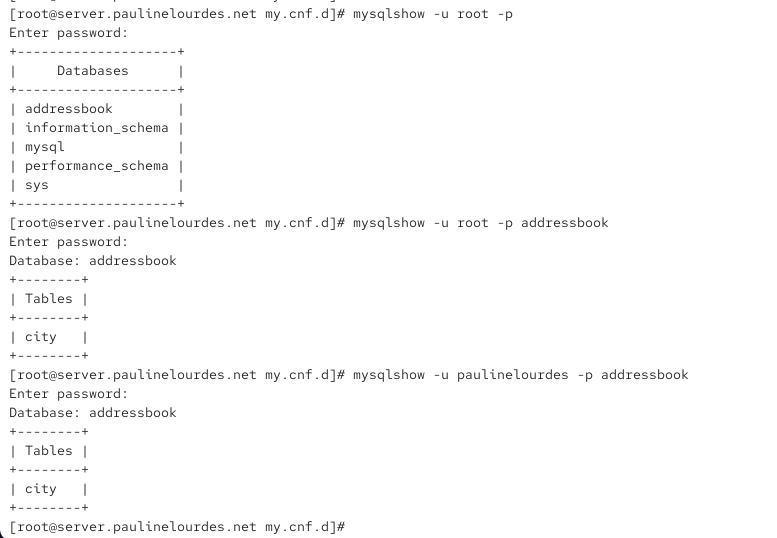 [root@server.paulinelourdes.net my.cnf.d]# mysqlshow -u root -p
Enter password:
+--------------------+
|     Databases      |
+--------------------+
| addressbook        |
| information_schema |
| mysql              |
| performance_schema |
| sys                |
+--------------------+
[root@server.paulinelourdes.net my.cnf.d]# mysqlshow -u root -p addressbook
Enter password:
Database: addressbook
+--------+
| Tables |
+--------+
| city   |
+--------+
[root@server.paulinelourdes.net my.cnf.d]# mysqlshow -u paulinelourdes -p addressbook
Enter password:
Database: addressbook
+--------+
| Tables |
+--------+
| city   |
+--------+
[root@server.paulinelourdes.net my.cnf.d]#